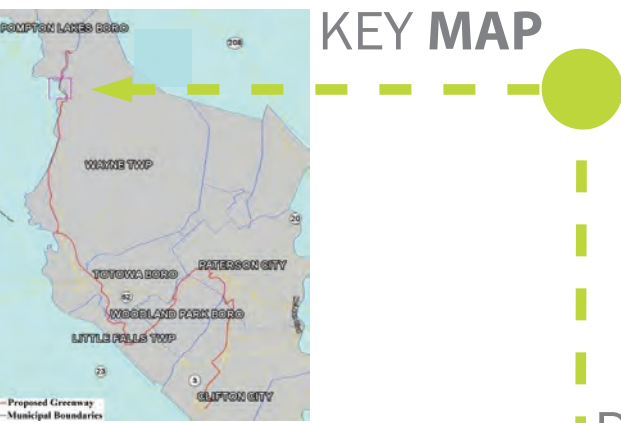 KEY MAP
POMPTON LAKES BORO
208
WAYNE TWP
20
PATERSON CITY
TOTOWA BORO
62
WOODLAND PARK BORO
LITTLE FALLS TWP
23
3
CLIFTON CITY
Proposed Greenway
Municipal Boundaries